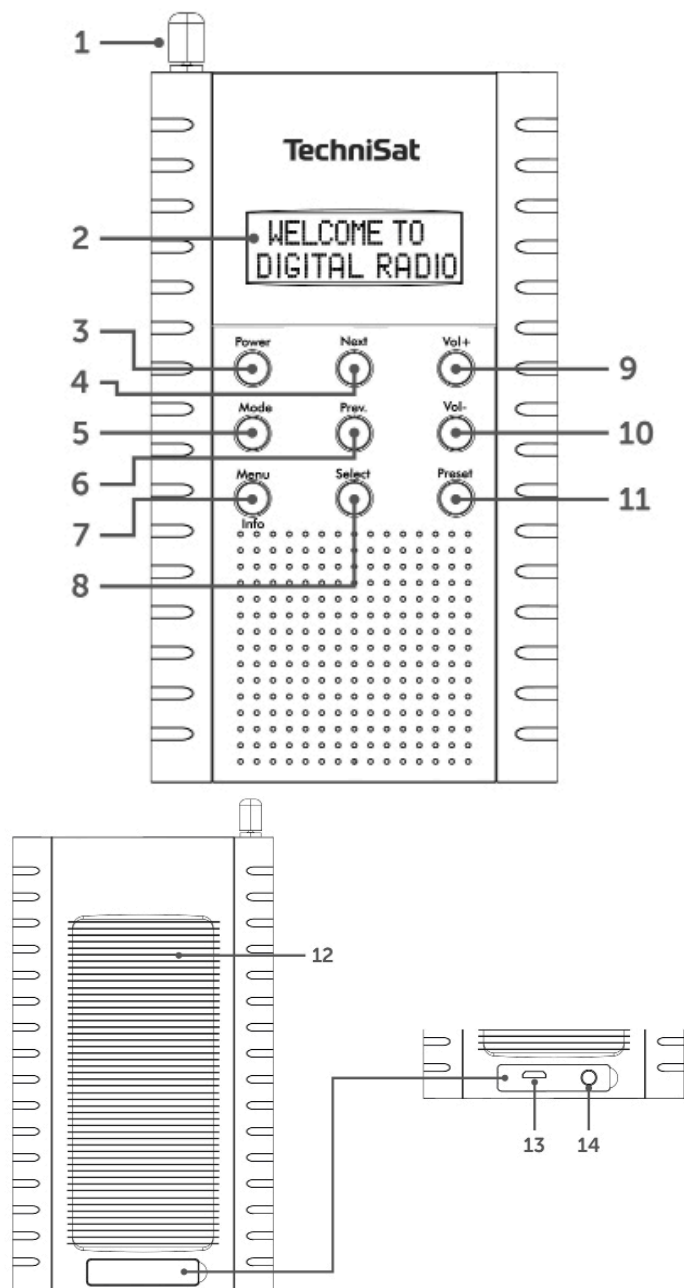 1
TechniSat
2
WELCOME TO
DIGITAL RADIO
Power Next Vol+
3
4
9
Mode Prev. Vol-
5
6
10
Menu Select Preset
7
Info
8
11
12
13 14